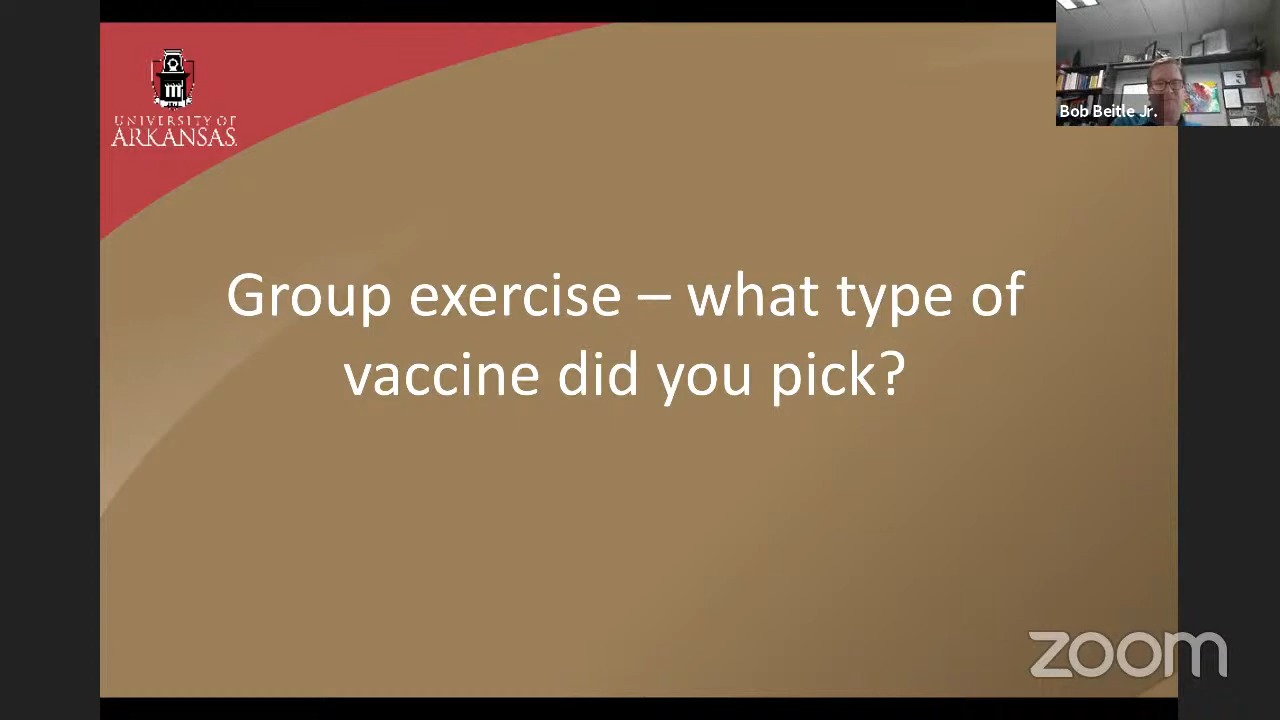 UNIVERSITY OF
ARKANSAS
Bob Beitle Jr.
Group exercise – what type of
vaccine did you pick?
zoom